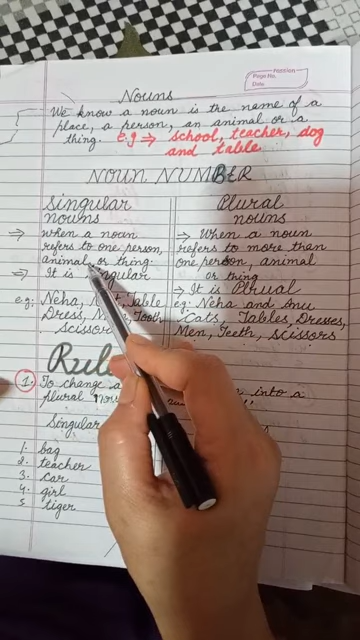 Page No.
Date
Nouns
We know a noun is the name of a
place, a person, an animal or a
thing. e.g ⇒ school, teacher, dog
and table
NOUN NUMBER
Singular
nouns
⇒ when a noun
refers to one person,
animal, or thing.
⇒ It is
eg: Neha, Table
Dress, Tooth
Scissors
Plural
nouns
⇒ When a noun
refers to more than
one person, animal
or thing
⇒ It is Plrual
eg: Neha and Anu
Cats, Tables, Dresses,
Men, Teeth, scissors
1. To change a into a
plural
Singular
1. bag
2. teacher
3. car
4. girl
5. tiger